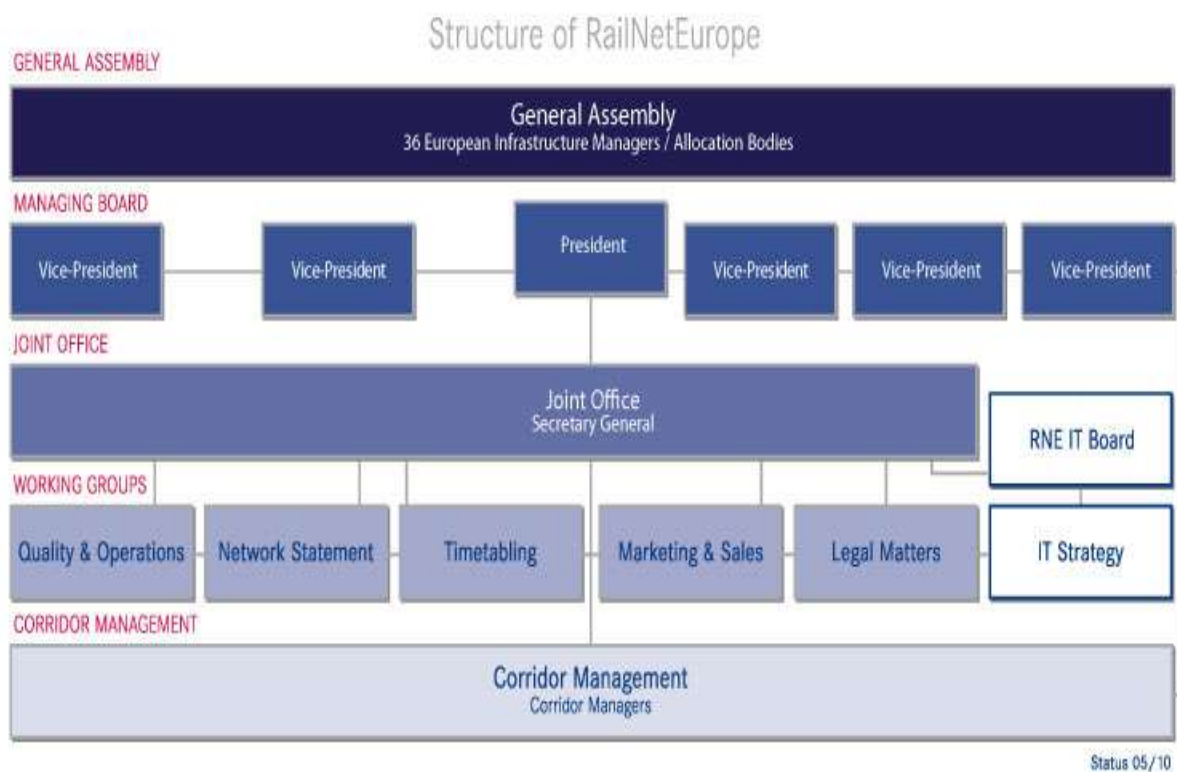 Structure of RailNetEurope
GENERAL ASSEMBLY
General Assembly
36 European Infrastructure Managers / Allocation Bodies
MANAGING BOARD
Vice-President
Vice-President
President
Vice-President
Vice-President
Vice-President
JOINT OFFICE
Joint Office
Secretary General
RNE IT Board
WORKING GROUPS
Quality & Operations
Network Statement
Timetabling
Marketing & Sales
Legal Matters
IT Strategy
CORRIDOR MANAGEMENT
Corridor Management
Corridor Managers
Status 05/10